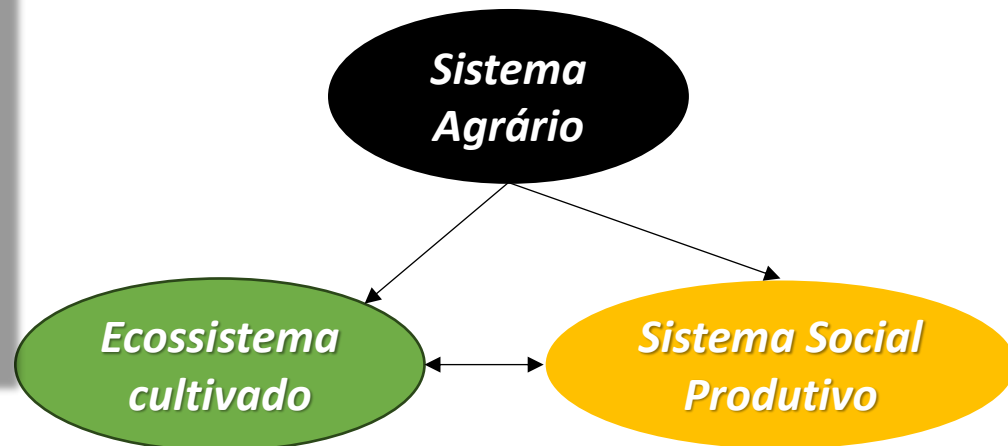 Sistema
Agrário
Ecossistema
cultivado
Sistema Social
Produtivo